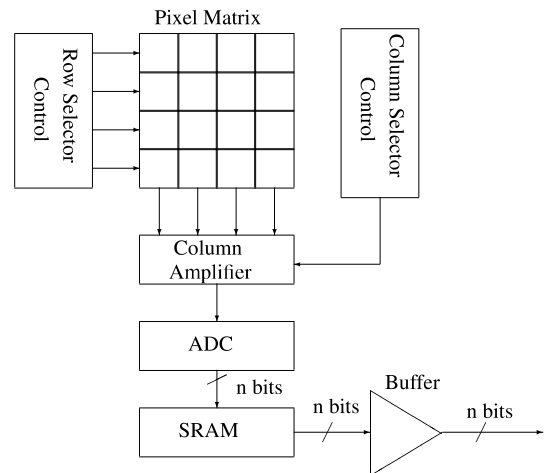 Pixel Matrix
Row Selector
Control
Column Selector
Control
Column
Amplifier
ADC
n bits
SRAM
n bits
Buffer
n bits